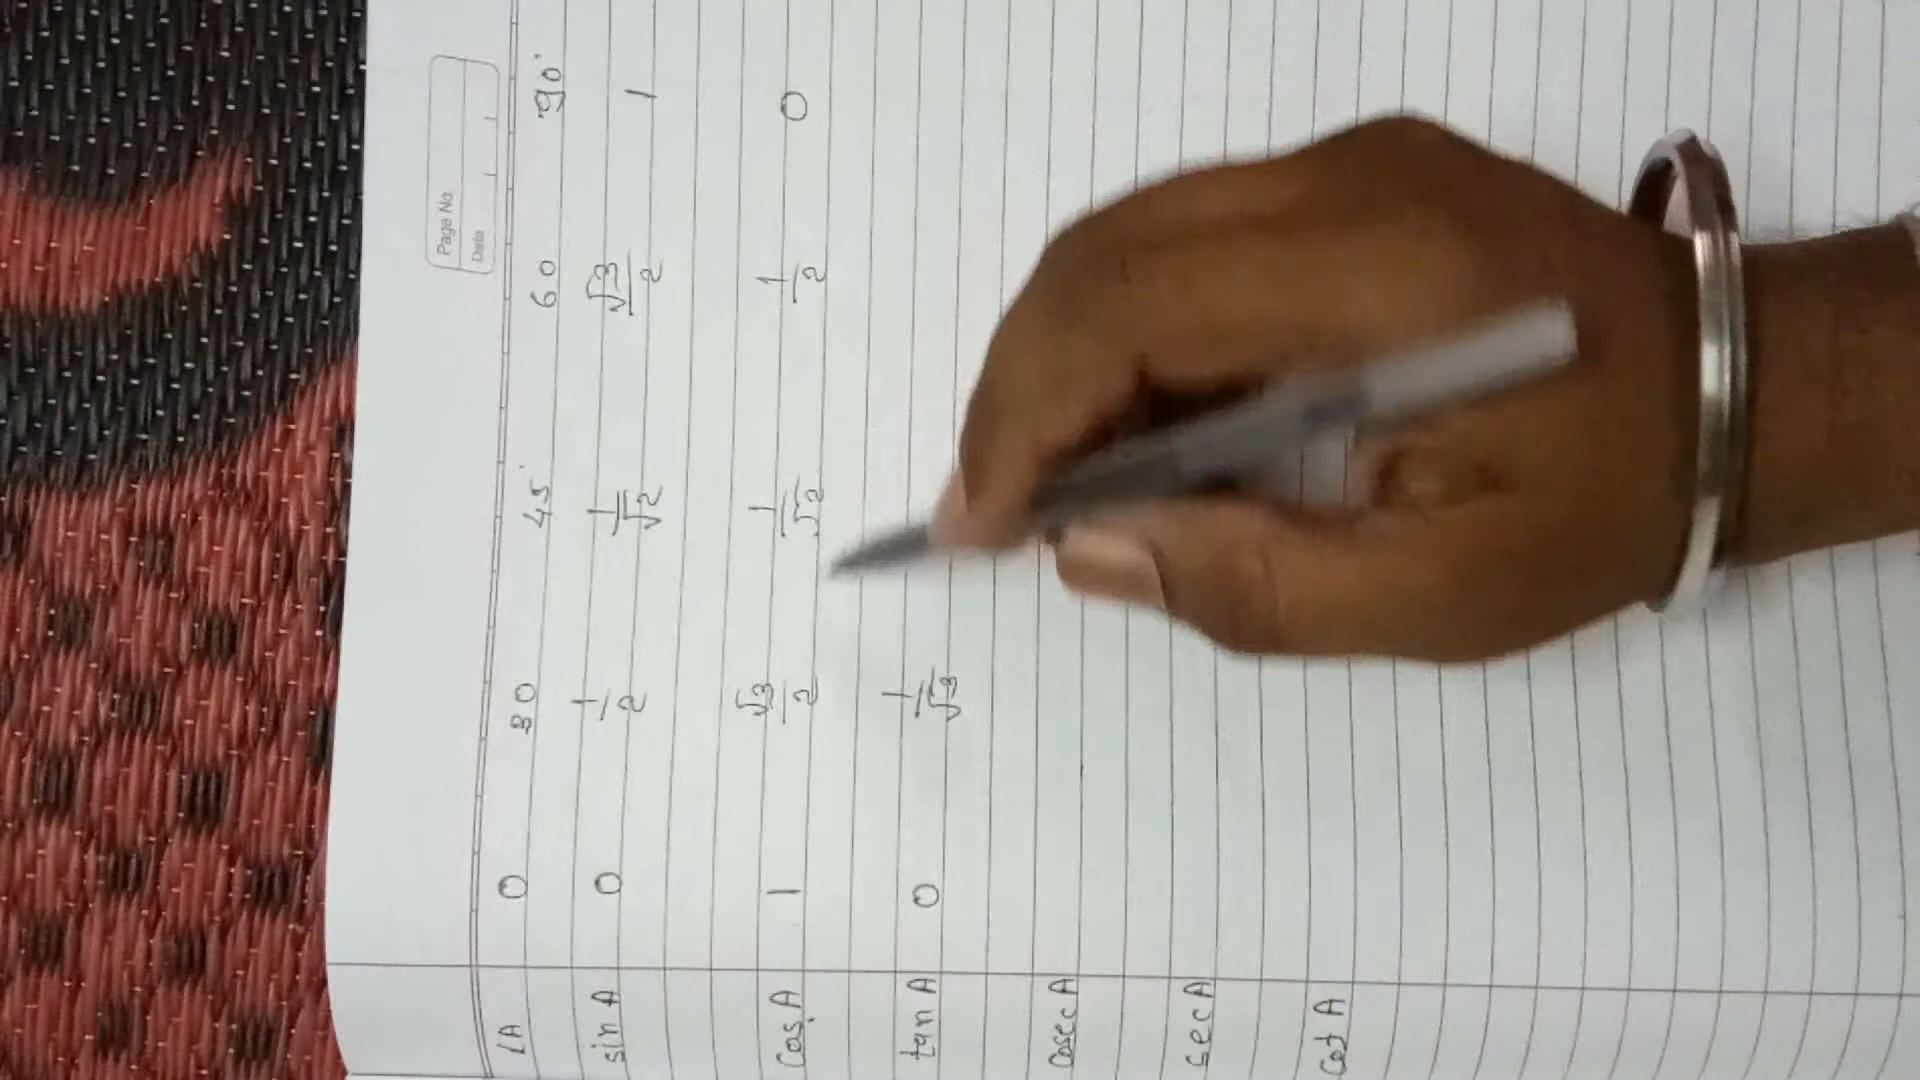 Page No.
Date
∠A 0 30 45° 60 90°
sin A 0 1/2 1/√2 √3/2 1
Cos A 1 √3/2 1/√2 1/2 0
tan A 0 1/√3
Cosec A
sec A
Cot A